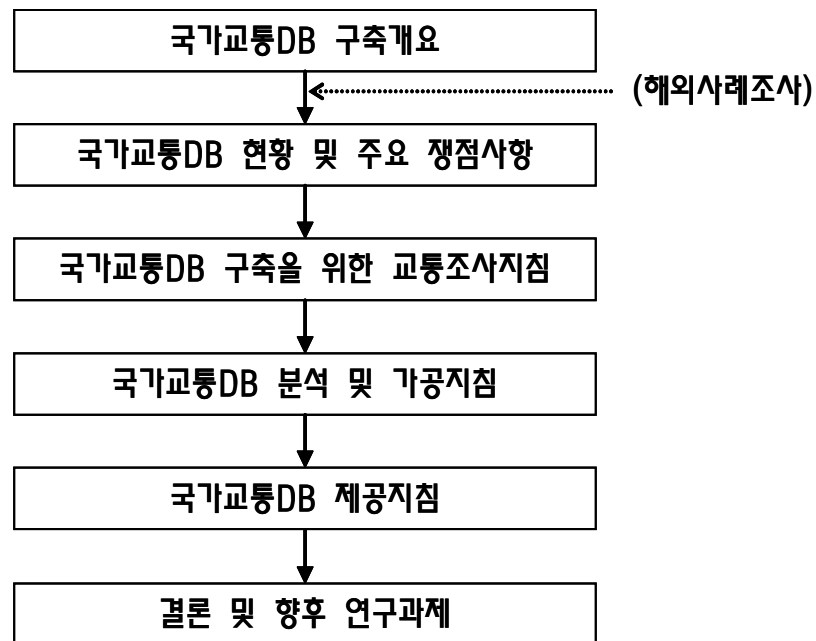 국가교통DB 구축개요
(해외사례조사)
국가교통DB 현황 및 주요 쟁점사항
국가교통DB 구축을 위한 교통조사지침
국가교통DB 분석 및 가공지침
국가교통DB 제공지침
결론 및 향후 연구과제